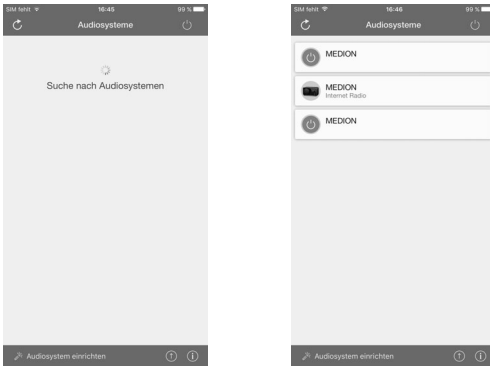 SIM fehlt 16:45 99 %
Audiosysteme
Suche nach Audiosystemen
Audiosystem einrichten
SIM fehlt 16:46 99 %
Audiosysteme
MEDION
MEDION
Internet Radio
MEDION
Audiosystem einrichten